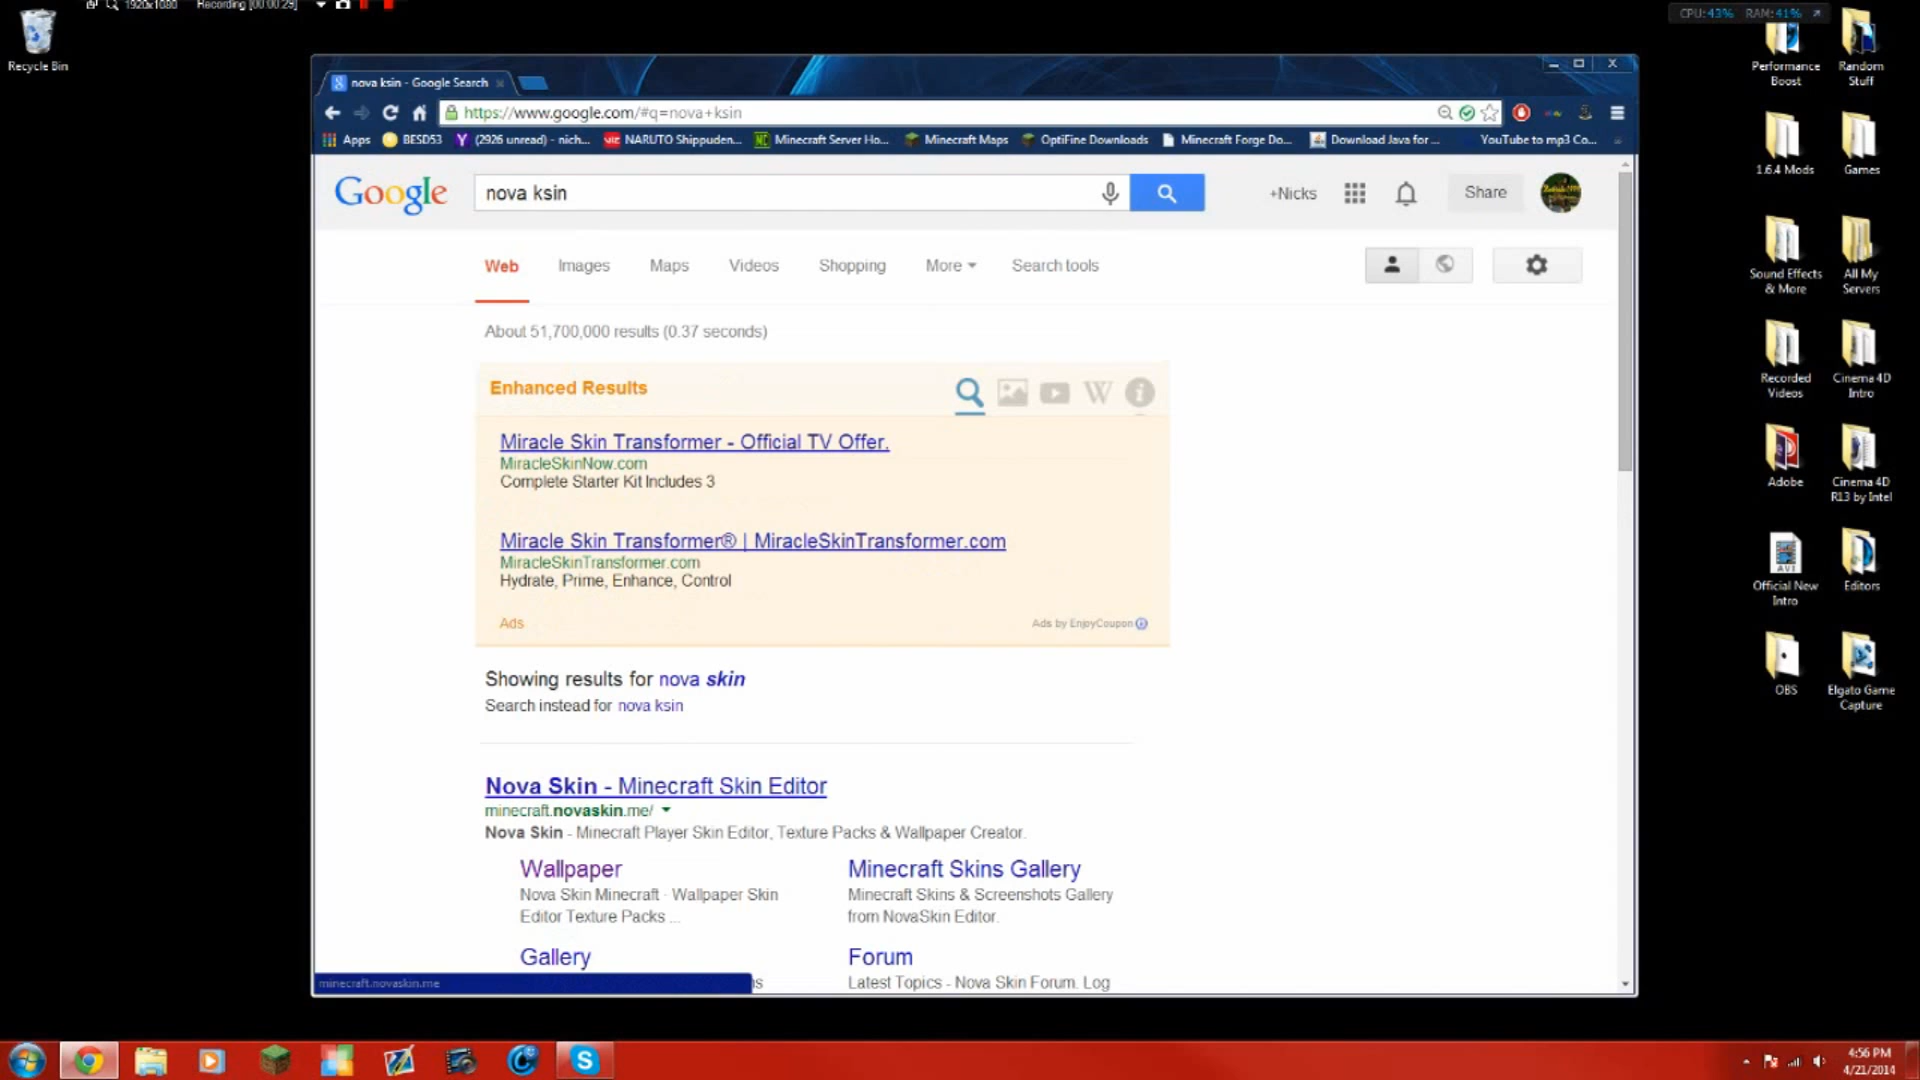 1920x1080 Recording [00:00:29]
CPU:43% RAM:41%
Recycle Bin
Performance Boost
Random Stuff
1.6.4 Mods
Games
Sound Effects & More
All My Servers
Recorded Videos
Cinema 4D Intro
Adobe
Cinema 4D R13 by Intel
AVI
Official New Intro
Editors
OBS
Elgato Game Capture
nova ksin - Google Search
https://www.google.com/#q=nova+ksin
Apps BESD53 (2926 unread) - nich... NARUTO Shippuden... Minecraft Server Ho... Minecraft Maps OptiFine Downloads Minecraft Forge Do... Download Java for ... YouTube to mp3 Co...
Google nova ksin +Nicks Share
Web Images Maps Videos Shopping More Search tools
About 51,700,000 results (0.37 seconds)
Enhanced Results
Miracle Skin Transformer - Official TV Offer.
MiracleSkinNow.com
Complete Starter Kit Includes 3
Miracle Skin Transformer® | MiracleSkinTransformer.com
MiracleSkinTransformer.com
Hydrate, Prime, Enhance, Control
Ads Ads by EnjoyCoupon
Showing results for nova skin
Search instead for nova ksin
Nova Skin - Minecraft Skin Editor
minecraft.novaskin.me/
Nova Skin - Minecraft Player Skin Editor, Texture Packs & Wallpaper Creator.
Wallpaper
Nova Skin Minecraft · Wallpaper Skin
Editor Texture Packs ...
Minecraft Skins Gallery
Minecraft Skins & Screenshots Gallery
from NovaSkin Editor.
Gallery
Forum
Latest Topics - Nova Skin Forum. Log
minecraft.novaskin.me
4:56 PM
4/21/2014